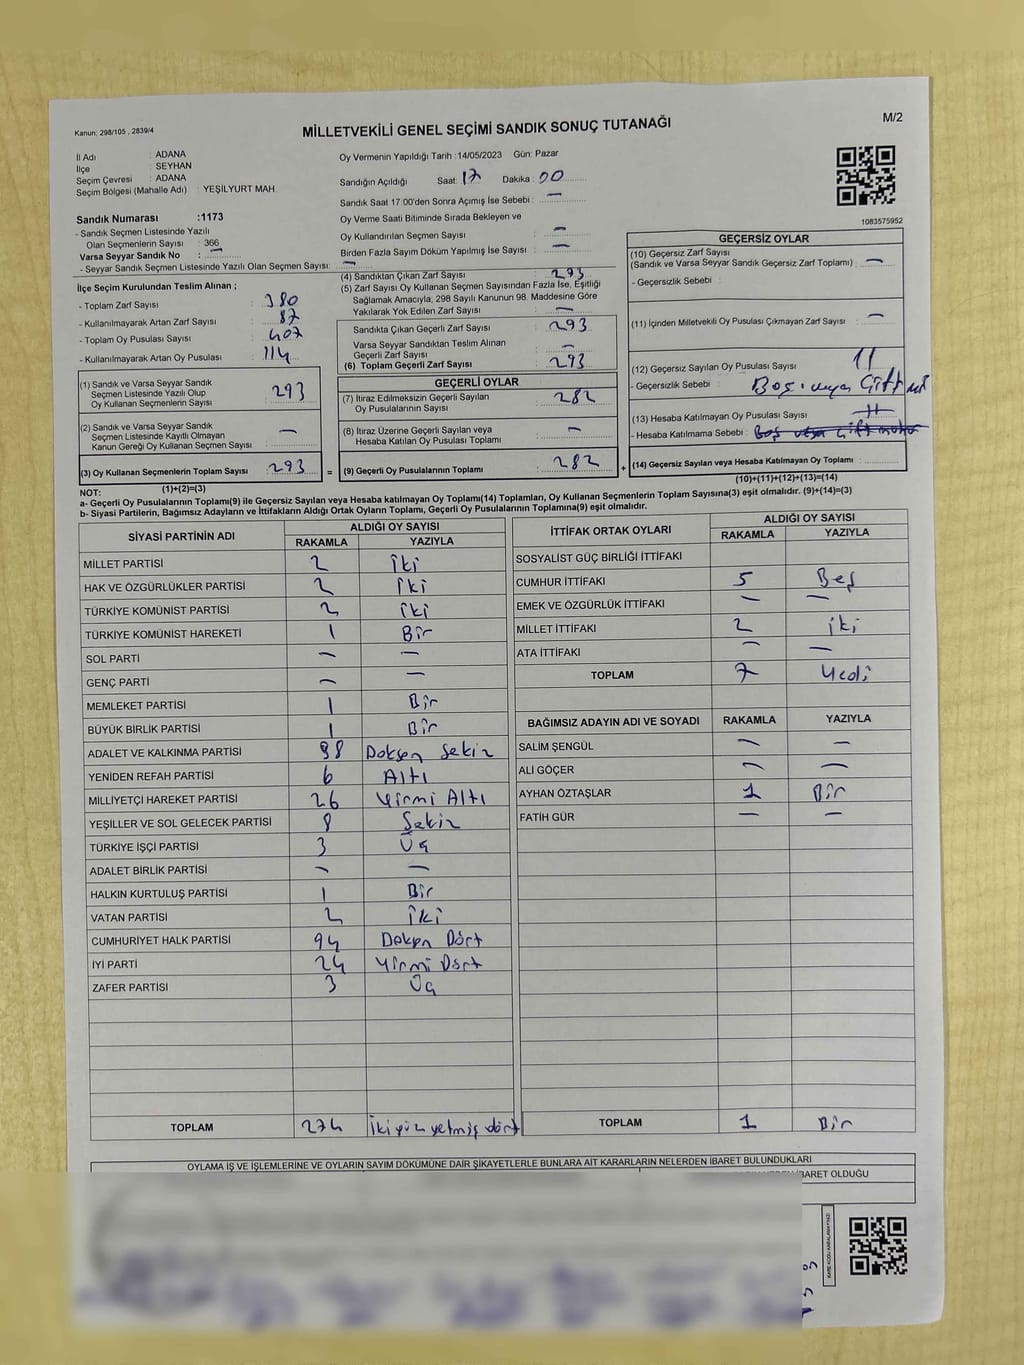 Kanun: 298/105 , 2839/4
MİLLETVEKİLİ GENEL SEÇİMİ SANDIK SONUÇ TUTANAĞI
M/2
İl Adı : ADANA
İlçe : SEYHAN
Seçim Çevresi : ADANA
Seçim Bölgesi (Mahalle Adı) : YEŞİLYURT MAH.
Oy Vermenin Yapıldığı Tarih :14/05/2023 Gün: Pazar
Sandığın Açıldığı Saat: 17 Dakika: 00
Sandık Saat 17:00'den Sonra Açımış İse Sebebi : —
Oy Verme Saati Bitiminde Sırada Bekleyen ve
Oy Kullandırılan Seçmen Sayısı : —
Birden Fazla Sayım Döküm Yapılmış İse Sayısı : —
1083575952
Sandık Numarası :1173
- Sandık Seçmen Listesinde Yazılı
Olan Seçmenlerin Sayısı : 366
Varsa Seyyar Sandık No : —
- Seyyar Sandık Seçmen Listesinde Yazılı Olan Seçmen Sayısı: —
İlçe Seçim Kurulundan Teslim Alınan ;
- Toplam Zarf Sayısı : 380
- Kullanılmayarak Artan Zarf Sayısı : 87
- Toplam Oy Pusulası Sayısı : 407
- Kullanılmayarak Artan Oy Pusulası : 114
(1) Sandık ve Varsa Seyyar Sandık
Seçmen Listesinde Yazılı Olup
Oy Kullanan Seçmenlerin Sayısı : 293
(2) Sandık ve Varsa Seyyar Sandık
Seçmen Listesinde Kayıtlı Olmayan
Kanun Gereği Oy Kullanan Seçmen Sayısı : —
(3) Oy Kullanan Seçmenlerin Toplam Sayısı : 293 =
(1)+(2)=(3)
(4) Sandıktan Çıkan Zarf Sayısı : 293
(5) Zarf Sayısı Oy Kullanan Seçmen Sayısından Fazla İse, Eşitliği
Sağlamak Amacıyla, 298 Sayılı Kanunun 98. Maddesine Göre
Yakılarak Yok Edilen Zarf Sayısı : —
Sandıkta Çıkan Geçerli Zarf Sayısı : 293
Varsa Seyyar Sandıktan Teslim Alınan
Geçerli Zarf Sayısı : —
(6) Toplam Geçerli Zarf Sayısı : 293
GEÇERLİ OYLAR
(7) İtiraz Edilmeksizin Geçerli Sayılan
Oy Pusulalarının Sayısı : 282
(8) İtiraz Üzerine Geçerli Sayılan veya
Hesaba Katılan Oy Pusulası Toplamı : —
(9) Geçerli Oy Pusulalarının Toplamı : 282 +
GEÇERSİZ OYLAR
(10) Geçersiz Zarf Sayısı
(Sandık ve Varsa Seyyar Sandık Geçersiz Zarf Toplamı) : —
- Geçersizlik Sebebi :
(11) İçinden Milletvekili Oy Pusulası Çıkmayan Zarf Sayısı : —
(12) Geçersiz Sayılan Oy Pusulası Sayısı : 11
- Geçersizlik Sebebi : Boş veya Çift
(13) Hesaba Katılmayan Oy Pusulası Sayısı : 11
- Hesaba Katılmama Sebebi : Boş veya çift mühür
(14) Geçersiz Sayılan veya Hesaba Katılmayan Oy Toplamı :
(10)+(11)+(12)+(13)=(14)
NOT:
a- Geçerli Oy Pusulalarının Toplamı(9) ile Geçersiz Sayılan veya Hesaba katılmayan Oy Toplamı(14) Toplamları, Oy Kullanan Seçmenlerin Toplam Sayısına(3) eşit olmalıdır. (9)+(14)=(3)
b- Siyasi Partilerin, Bağımsız Adayların ve İttifakların Aldığı Ortak Oyların Toplamı, Geçerli Oy Pusulalarının Toplamına(9) eşit olmalıdır.
SİYASİ PARTİNİN ADI ALDIĞI OY SAYISI
RAKAMLA YAZIYLA
MİLLET PARTİSİ 2 iki
HAK VE ÖZGÜRLÜKLER PARTİSİ 2 iki
TÜRKİYE KOMÜNİST PARTİSİ 2 iki
TÜRKİYE KOMÜNİST HAREKETİ 1 Bir
SOL PARTİ — —
GENÇ PARTİ — —
MEMLEKET PARTİSİ 1 Bir
BÜYÜK BİRLİK PARTİSİ 1 Bir
ADALET VE KALKINMA PARTİSİ 98 Doksen Sekiz
YENİDEN REFAH PARTİSİ 6 Altı
MİLLİYETÇİ HAREKET PARTİSİ 26 Yirmi Altı
YEŞİLLER VE SOL GELECEK PARTİSİ 8 Sekiz
TÜRKİYE İŞÇİ PARTİSİ 3 Üç
ADALET BİRLİK PARTİSİ — —
HALKIN KURTULUŞ PARTİSİ 1 Bir
VATAN PARTİSİ 2 iki
CUMHURİYET HALK PARTİSİ 94 Doksen Dört
İYİ PARTİ 24 Yirmi Dört
ZAFER PARTİSİ 3 Üç
TOPLAM 274 ikiyüz yetmiş dört
İTTİFAK ORTAK OYLARI ALDIĞI OY SAYISI
RAKAMLA YAZIYLA
SOSYALİST GÜÇ BİRLİĞİ İTTİFAKI
CUMHUR İTTİFAKI 5 Beş
EMEK VE ÖZGÜRLÜK İTTİFAKI — —
MİLLET İTTİFAKI 2 iki
ATA İTTİFAKI — —
TOPLAM 7 Yedi
BAĞIMSIZ ADAYIN ADI VE SOYADI RAKAMLA YAZIYLA
SALİM ŞENGÜL — —
ALİ GÖÇER — —
AYHAN ÖZTAŞLAR 1 Bir
FATİH GÜR — —
TOPLAM 1 Bir
OYLAMA İŞ VE İŞLEMLERİNE VE OYLARIN SAYIM DÖKÜMÜNE DAİR ŞİKAYETLERLE BUNLARA AİT KARARLARIN NELERDEN İBARET BULUNDUKLARI
İBARET OLDUĞU